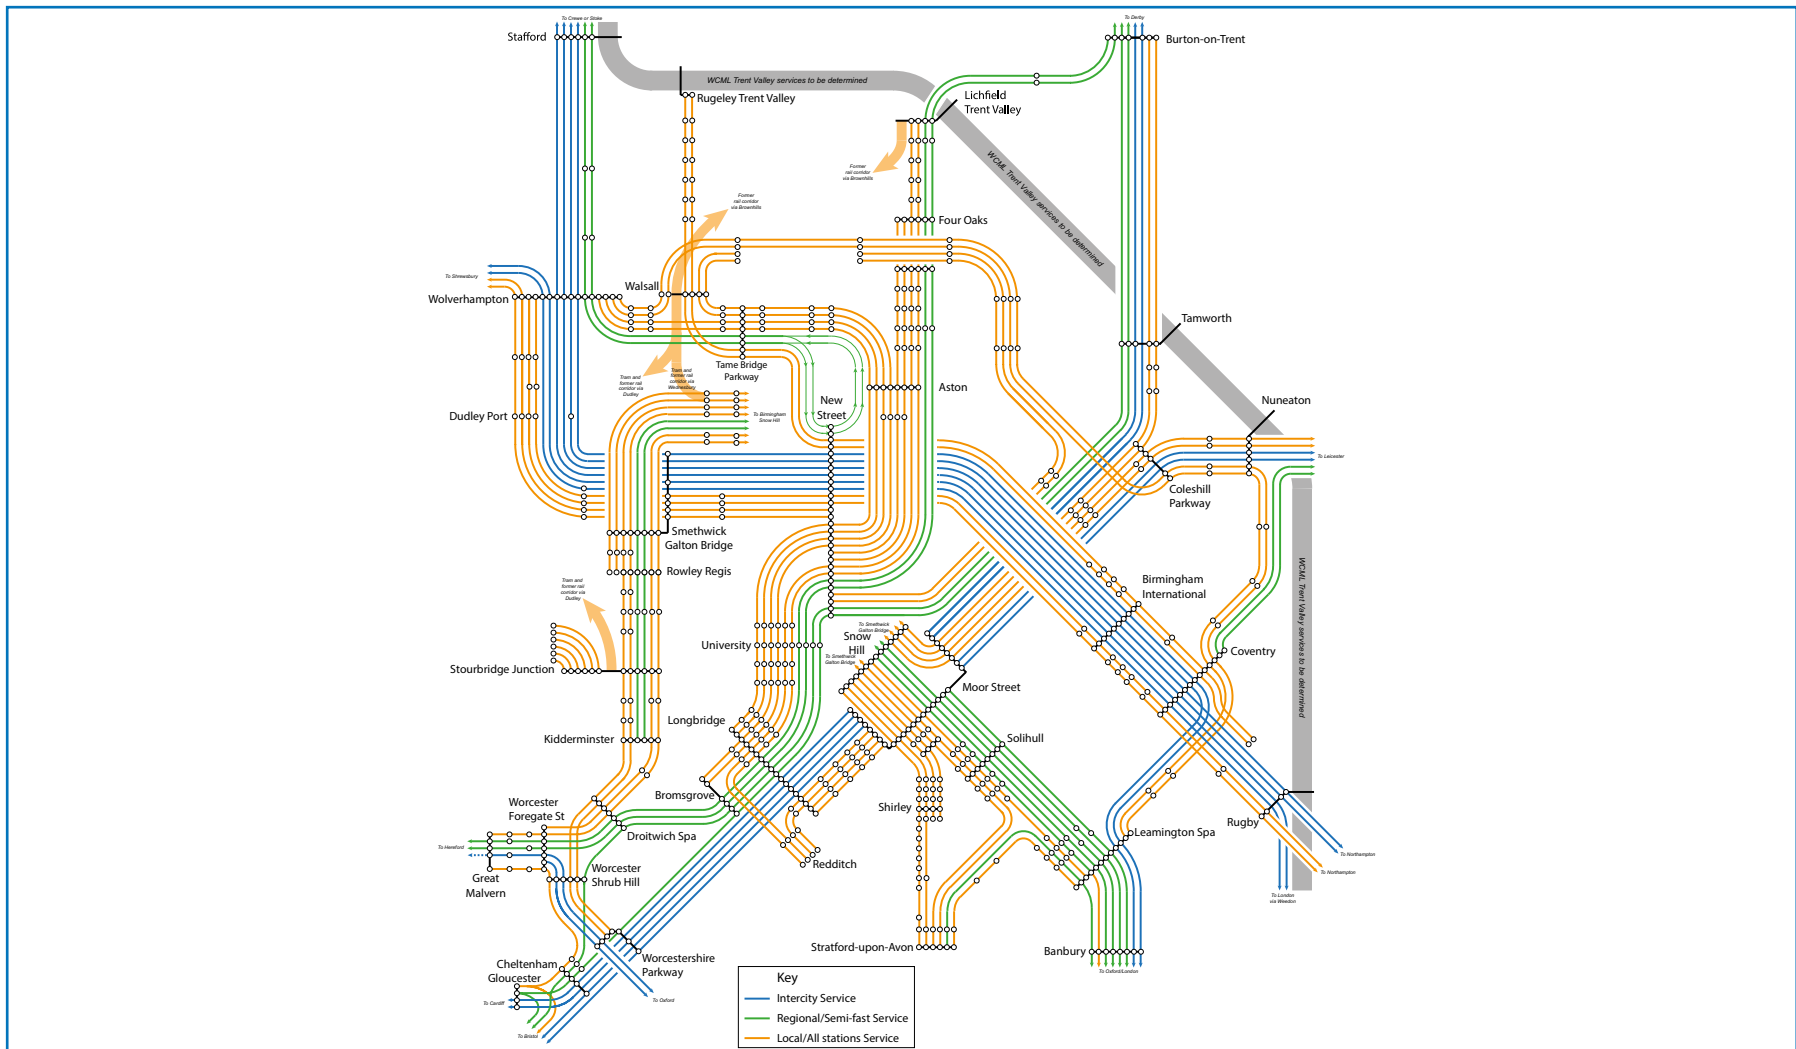 To Crewe or Stoke
Stafford
To Derby
Burton-on-Trent
WCML Trent Valley services to be determined
Rugeley Trent Valley
Lichfield
Trent Valley
Former
rail corridor
via Brownhills
WCML Trent Valley services to be determined
Former
rail corridor
via Brownhills
Four Oaks
To Shrewsbury
Walsall
Wolverhampton
Tamworth
Tame Bridge
Parkway
Tram and
former rail
corridor via
Dudley
Tram and
former rail
corridor via
Wednesbury
Aston
New
Street
Nuneaton
Dudley Port
To Birmingham
Snow Hill
To Leicester
Coleshill
Parkway
Smethwick
Galton Bridge
Rowley Regis
Tram and
former rail
corridor via
Dudley
Birmingham
International
WCML Trent Valley services to be determined
To Smethwick
Galton Bridge
Snow
Hill
To Smethwick
Galton Bridge
University
Coventry
Stourbridge Junction
Moor Street
Longbridge
Solihull
Kidderminster
Bromsgrove
Shirley
Worcester
Foregate St
Rugby
Droitwich Spa
Leamington Spa
To Hereford
To Northampton
Redditch
Worcester
Shrub Hill
Great
Malvern
To Northampton
To London
via Weedon
Stratford-upon-Avon
Banbury
Worcestershire
Parkway
Cheltenham
Gloucester
To Oxford/London
To Oxford
To Cardiff
To Bristol
Key
Intercity Service
Regional/Semi-fast Service
Local/All stations Service